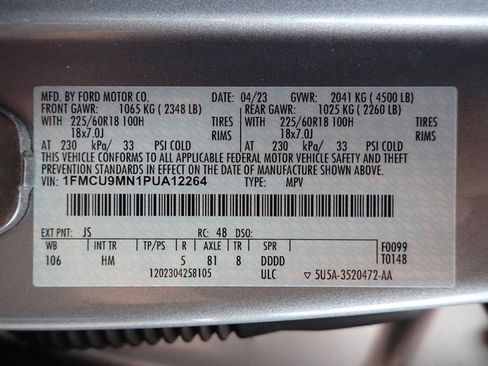 MFD. BY FORD MOTOR CO. DATE: 04/23 GVWR: 2041 KG ( 4500 LB)
FRONT GAWR: 1065 KG ( 2348 LB) REAR GAWR: 1025 KG ( 2260 LB)
WITH 225/60R18 100H TIRES WITH 225/60R18 100H TIRES
18x7.0J RIMS 18x7.0J RIMS
AT 230 kPa/ 33 PSI COLD AT 230 kPa/ 33 PSI COLD
THIS VEHICLE CONFORMS TO ALL APPLICABLE FEDERAL MOTOR VEHICLE SAFETY AND THEFT
PREVENTION STANDARDS IN EFFECT ON THE DATE OF MANUFACTURE SHOWN ABOVE.
VIN: 1FMCU9MN1PUA12264 TYPE: MPV
EXT PNT: JS RC: 48 DSO:
WB INT TR TP/PS R AXLE TR SPR F0099
106 HM 5 81 8 DDDD T0148
1202304258105 ULC ▽ 5U5A-3520472-AA